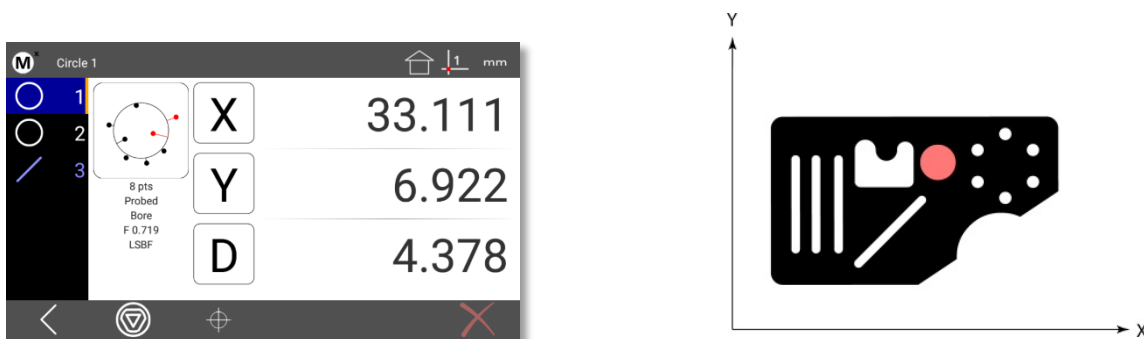 M x Circle 1 1 mm
1
2
3
8 pts
Probed
Bore
F 0.719
LSBF
X 33.111
Y 6.922
D 4.378
Y
X